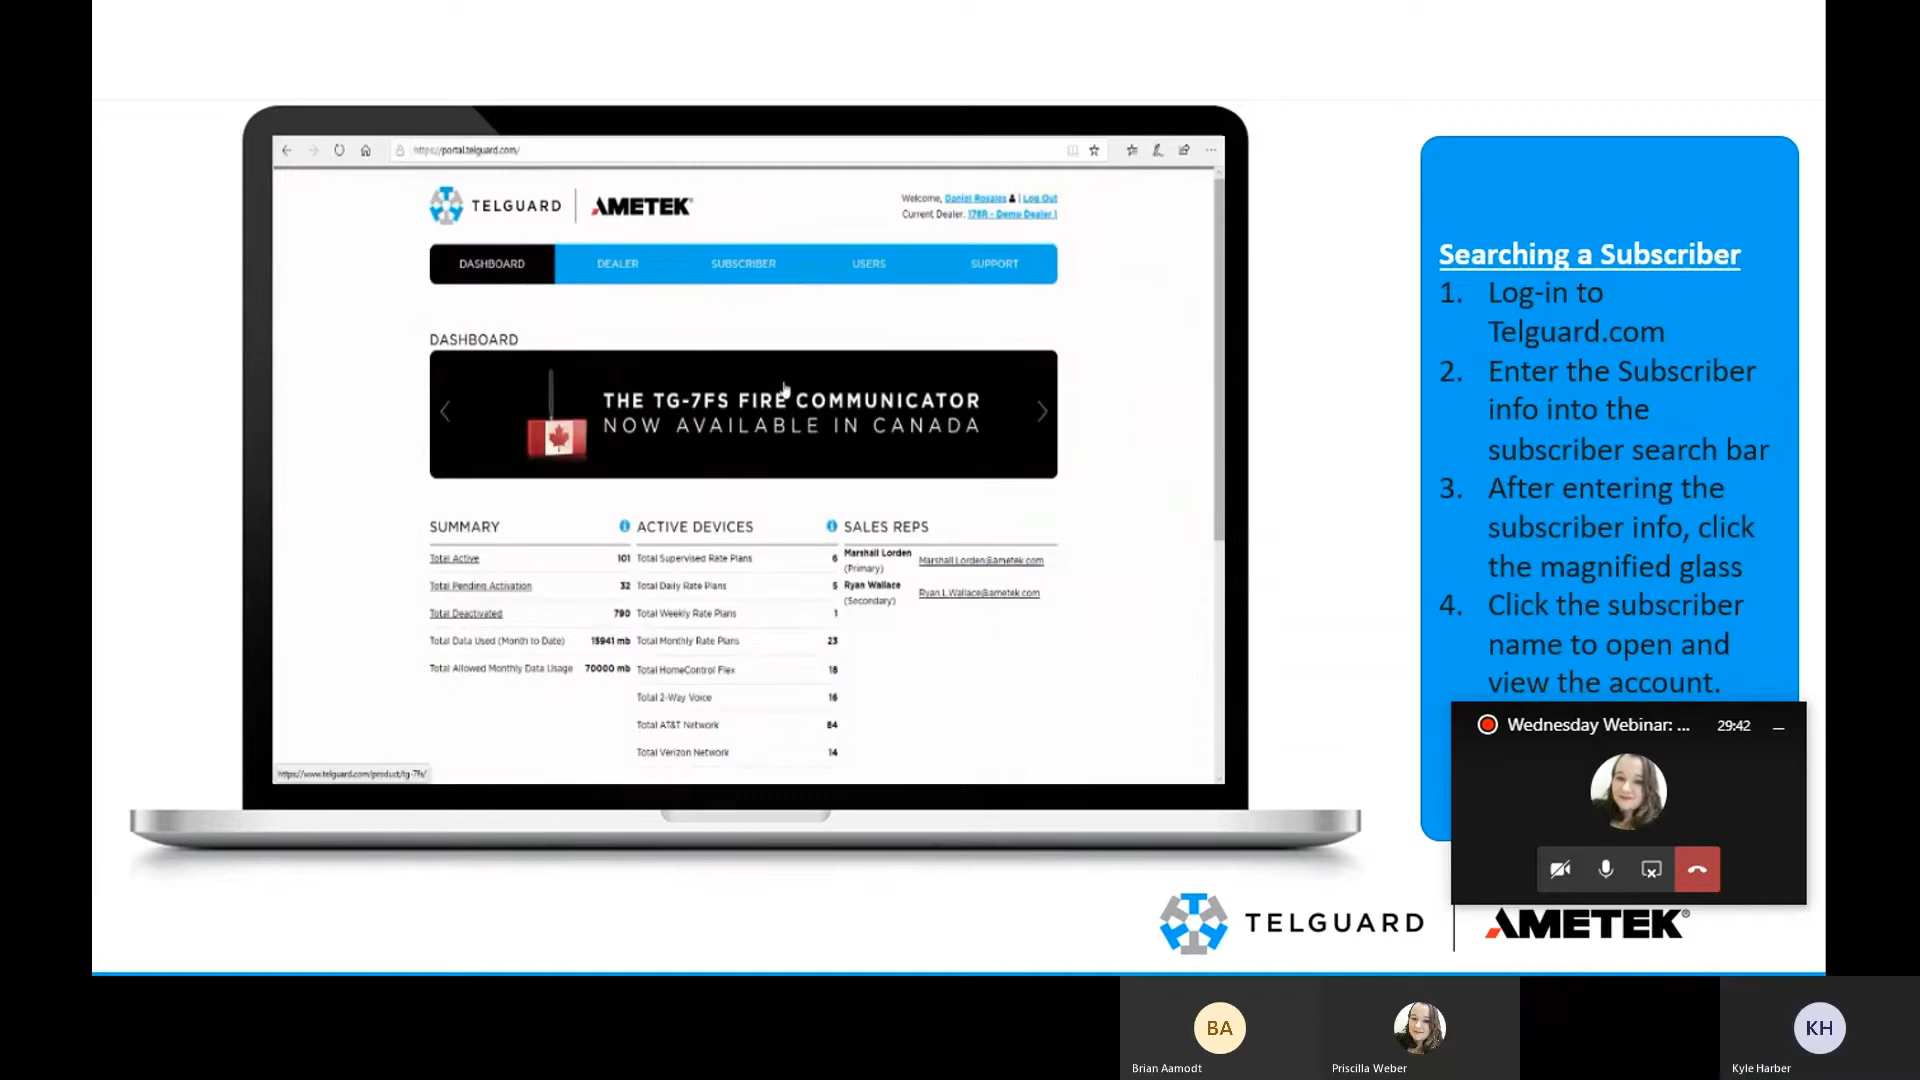 https://portal.telguard.com/
TELGUARD | AMETEK®
Welcome, Daniel Rosales | Log Out
Current Dealer: 178R - Demo Dealer 1
DASHBOARD DEALER SUBSCRIBER USERS SUPPORT
DASHBOARD
THE TG-7FS FIRE COMMUNICATOR
NOW AVAILABLE IN CANADA
SUMMARY
Total Active 101
Total Pending Activation 32
Total Deactivated 790
Total Data Used (Month to Date) 15941 mb
Total Allowed Monthly Data Usage 70000 mb
ACTIVE DEVICES
Total Supervised Rate Plans 6
Total Daily Rate Plans 5
Total Weekly Rate Plans 1
Total Monthly Rate Plans 23
Total HomeControl Flex 18
Total 2-Way Voice 16
Total AT&T Network 84
Total Verizon Network 14
SALES REPS
Marshall Lorden
(Primary)
Marshall.Lorden@ametek.com
Ryan Wallace
(Secondary)
Ryan.L.Wallace@ametek.com
https://www.telguard.com/product/tg-7fs/
Searching a Subscriber
1. Log-in to
Telguard.com
2. Enter the Subscriber
info into the
subscriber search bar
3. After entering the
subscriber info, click
the magnified glass
4. Click the subscriber
name to open and
view the account.
Wednesday Webinar: ... 29:42
TELGUARD
AMETEK®
BA
Brian Aamodt
Priscilla Weber
KH
Kyle Harber